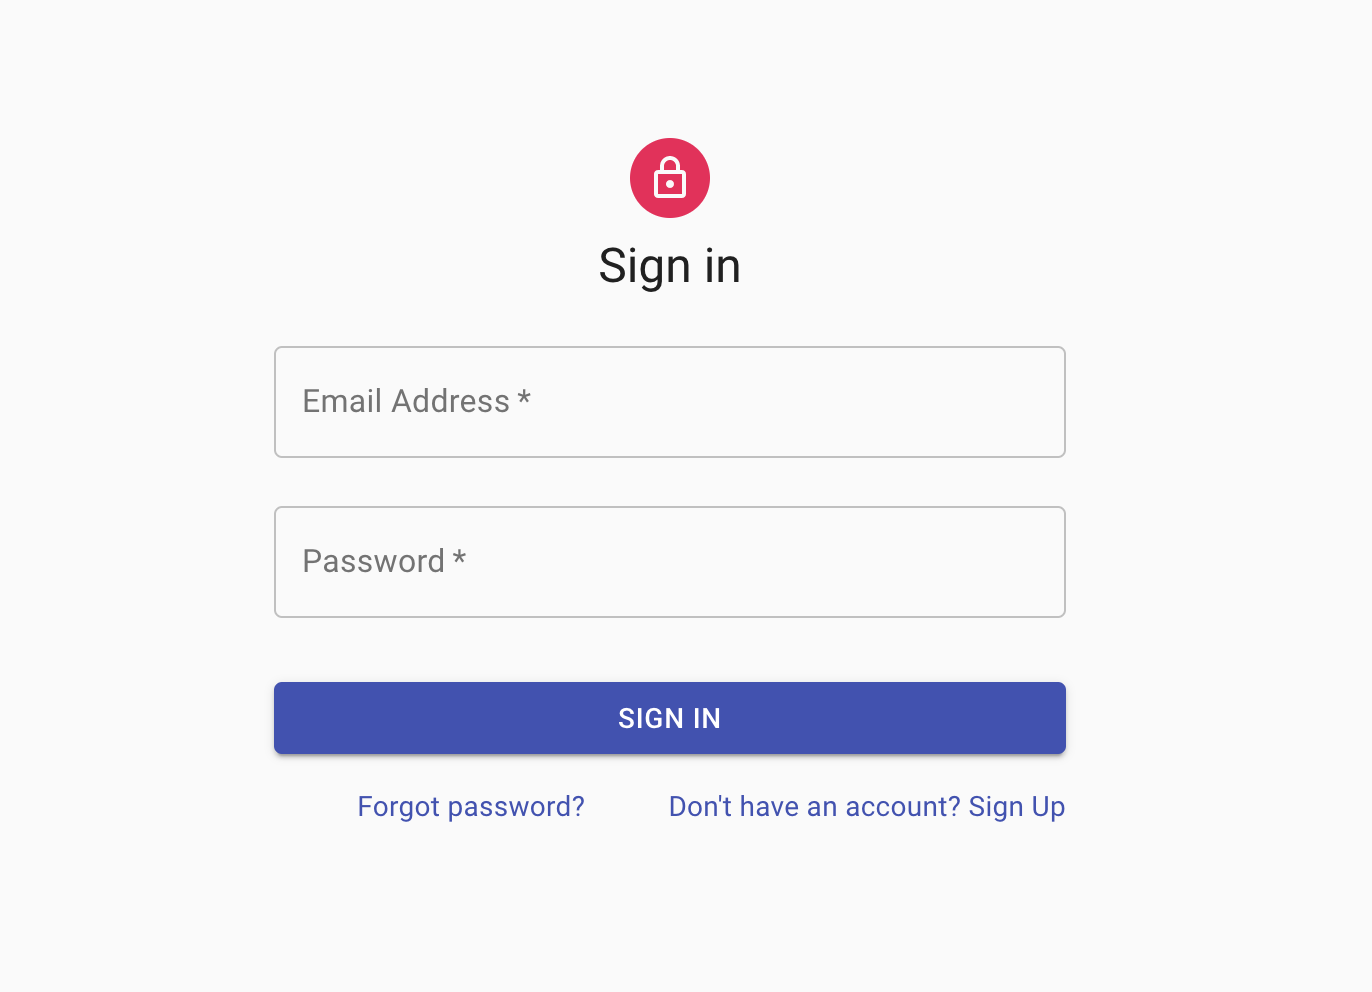 Sign in
Email Address *
Password *
SIGN IN
Forgot password? Don't have an account? Sign Up